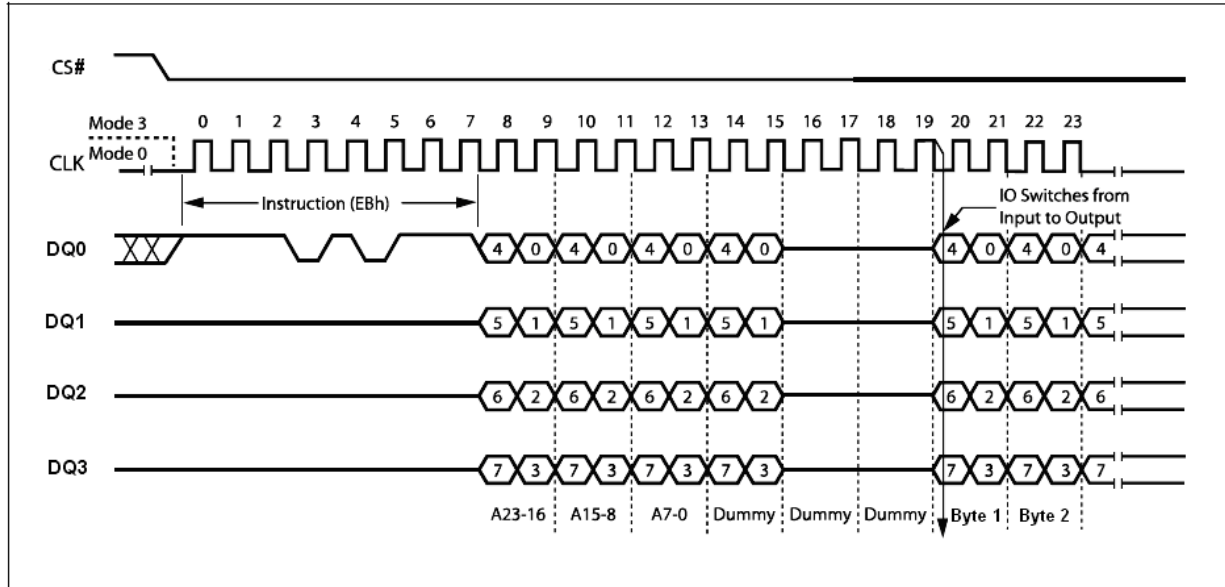 CS#
Mode 3
0 1 2 3 4 5 6 7 8 9 10 11 12 13 14 15 16 17 18 19 20 21 22 23
Mode 0
CLK
Instruction (EBh)
IO Switches from
Input to Output
DQ0 4 0 4 0 4 0 4 0 4 0 4 0 4
DQ1 5 1 5 1 5 1 5 1 5 1 5 1 5
DQ2 6 2 6 2 6 2 6 2 6 2 6 2 6
DQ3 7 3 7 3 7 3 7 3 7 3 7 3 7
A23-16 A15-8 A7-0 Dummy Dummy Dummy Byte 1 Byte 2